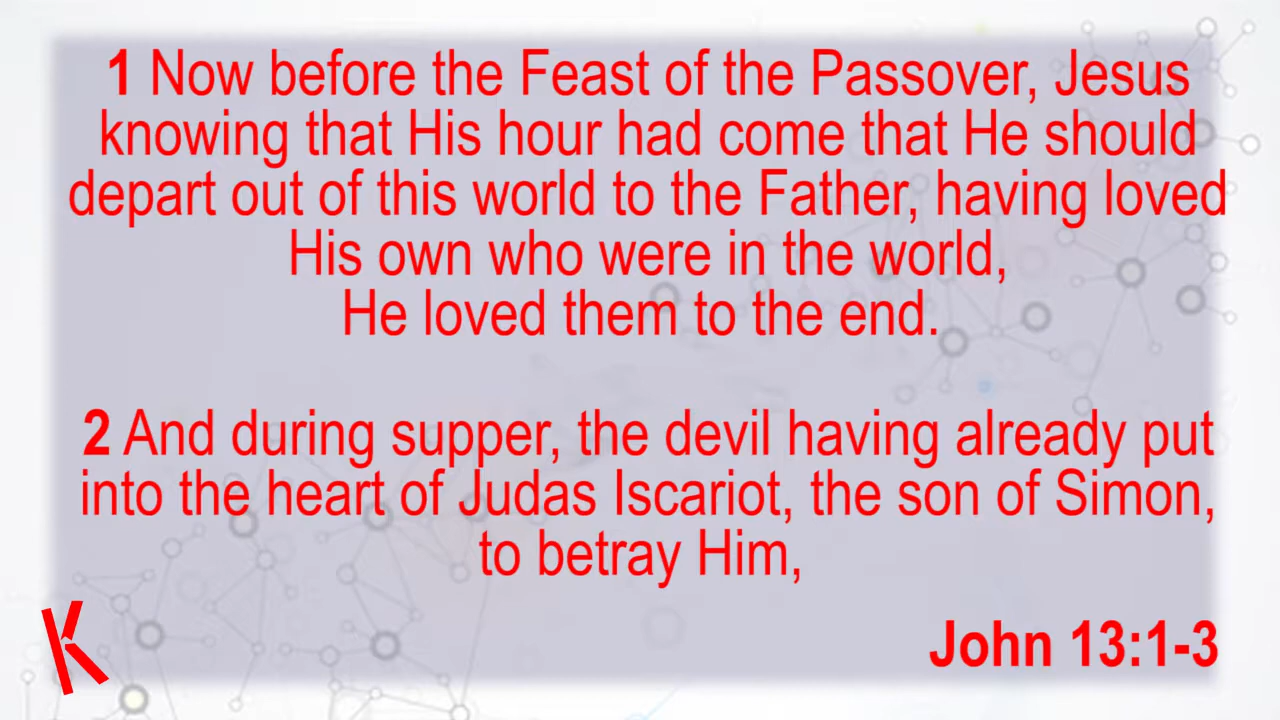 1 Now before the Feast of the Passover, Jesus
knowing that His hour had come that He should
depart out of this world to the Father, having loved
His own who were in the world,
He loved them to the end.
2 And during supper, the devil having already put
into the heart of Judas Iscariot, the son of Simon,
to betray Him,
K
John 13:1-3